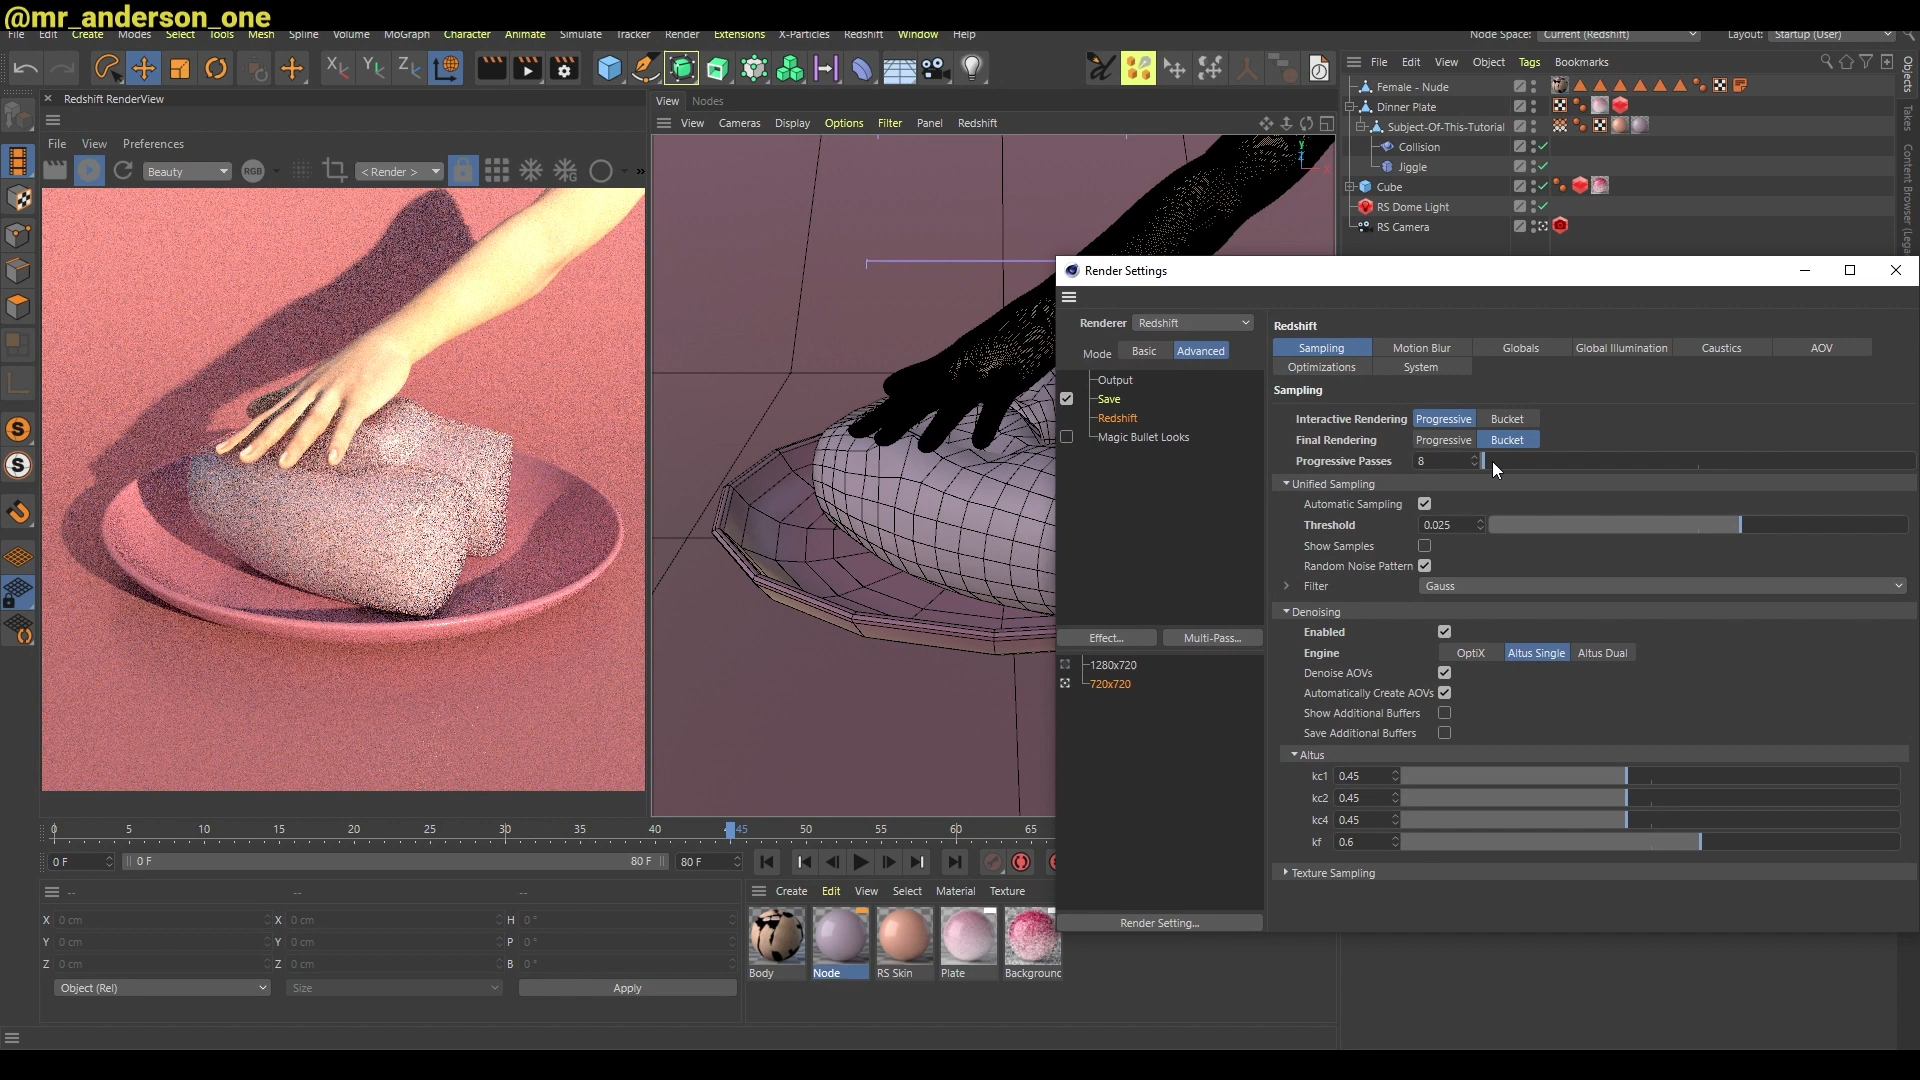 @mr_anderson_one
File Edit Create Modes Select Tools Mesh Spline Volume MoGraph Character Animate Simulate Tracker Render Extensions X-Particles Redshift Window Help
Node Space: Current (Redshift) Layout: Startup (User)
File Edit View Object Tags Bookmarks
Objects
Takes
Content Browser (Lega
Female - Nude
Dinner Plate
Subject-Of-This-Tutorial
Collision
Jiggle
Cube
RS Dome Light
RS Camera
Redshift RenderView
File View Preferences
Beauty
RGB
< Render >
»
View Nodes
View Cameras Display Options Filter Panel Redshift
Y
Z
X
Render Settings
Renderer Redshift
Mode Basic Advanced
Output
Save
Redshift
Magic Bullet Looks
Effect... Multi-Pass...
1280x720
720x720
Render Setting...
Redshift
Sampling Motion Blur Globals Global Illumination Caustics AOV
Optimizations System
Sampling
Interactive Rendering Progressive Bucket
Final Rendering Progressive Bucket
Progressive Passes 8
Unified Sampling
Automatic Sampling
Threshold 0.025
Show Samples
Random Noise Pattern
Filter Gauss
Denoising
Enabled
Engine OptiX Altus Single Altus Dual
Denoise AOVs
Automatically Create AOVs
Show Additional Buffers
Save Additional Buffers
Altus
kc1 0.45
kc2 0.45
kc4 0.45
kf 0.6
Texture Sampling
0 5 10 15 20 25 30 35 40 45 50 55 60 65
0 F 0 F 80 F 80 F
-- -- --
X 0 cm X 0 cm H 0 °
Y 0 cm Y 0 cm P 0 °
Z 0 cm Z 0 cm B 0 °
Object (Rel) Size Apply
Create Edit View Select Material Texture
Body Node RS Skin Plate Background